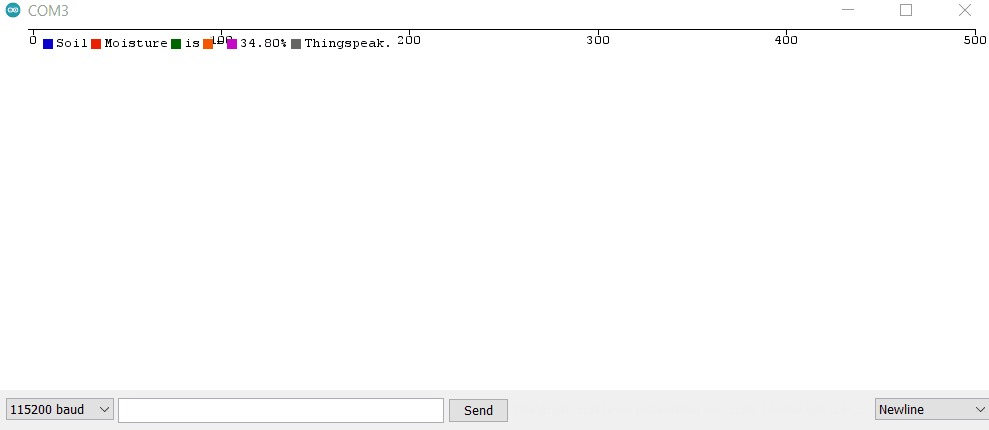 COM3
0 100 200 300 400 500
Soil Moisture is = 34.80% Thingspeak.
115200 baud Send Newline